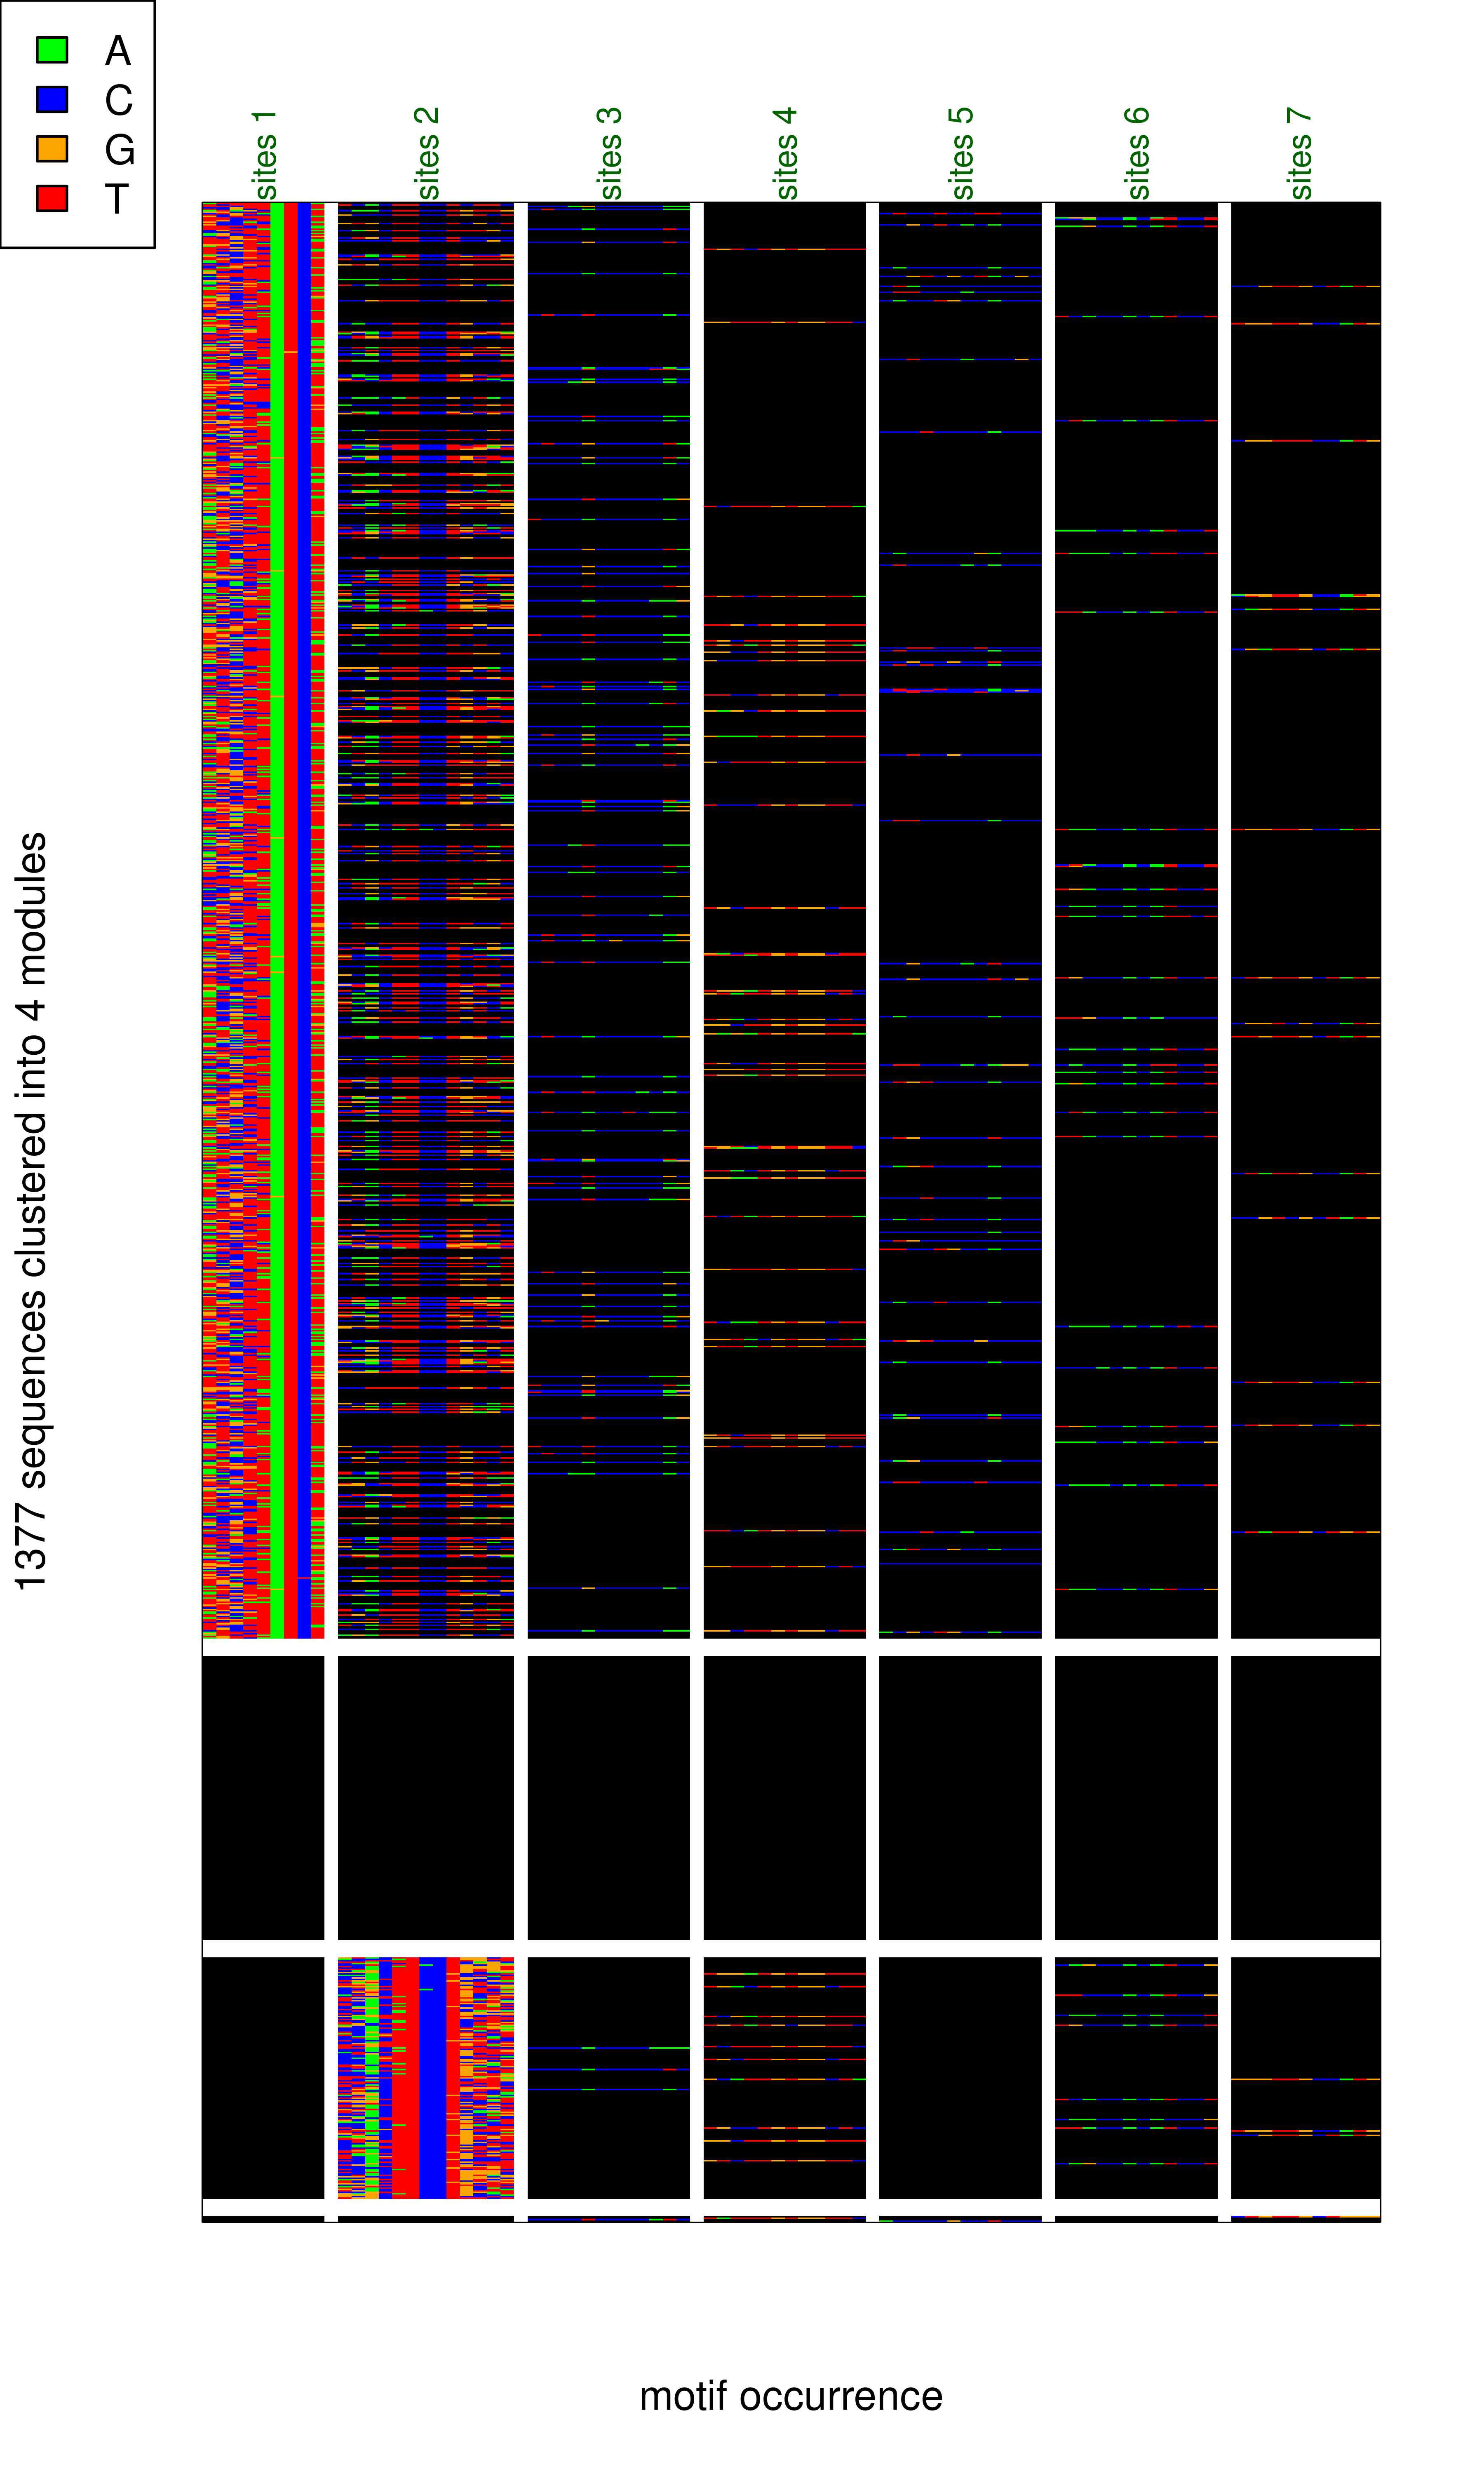 A
C
G
T
sites 1
sites 2
sites 3
sites 4
sites 5
sites 6
sites 7
1377 sequences clustered into 4 modules
motif occurrence